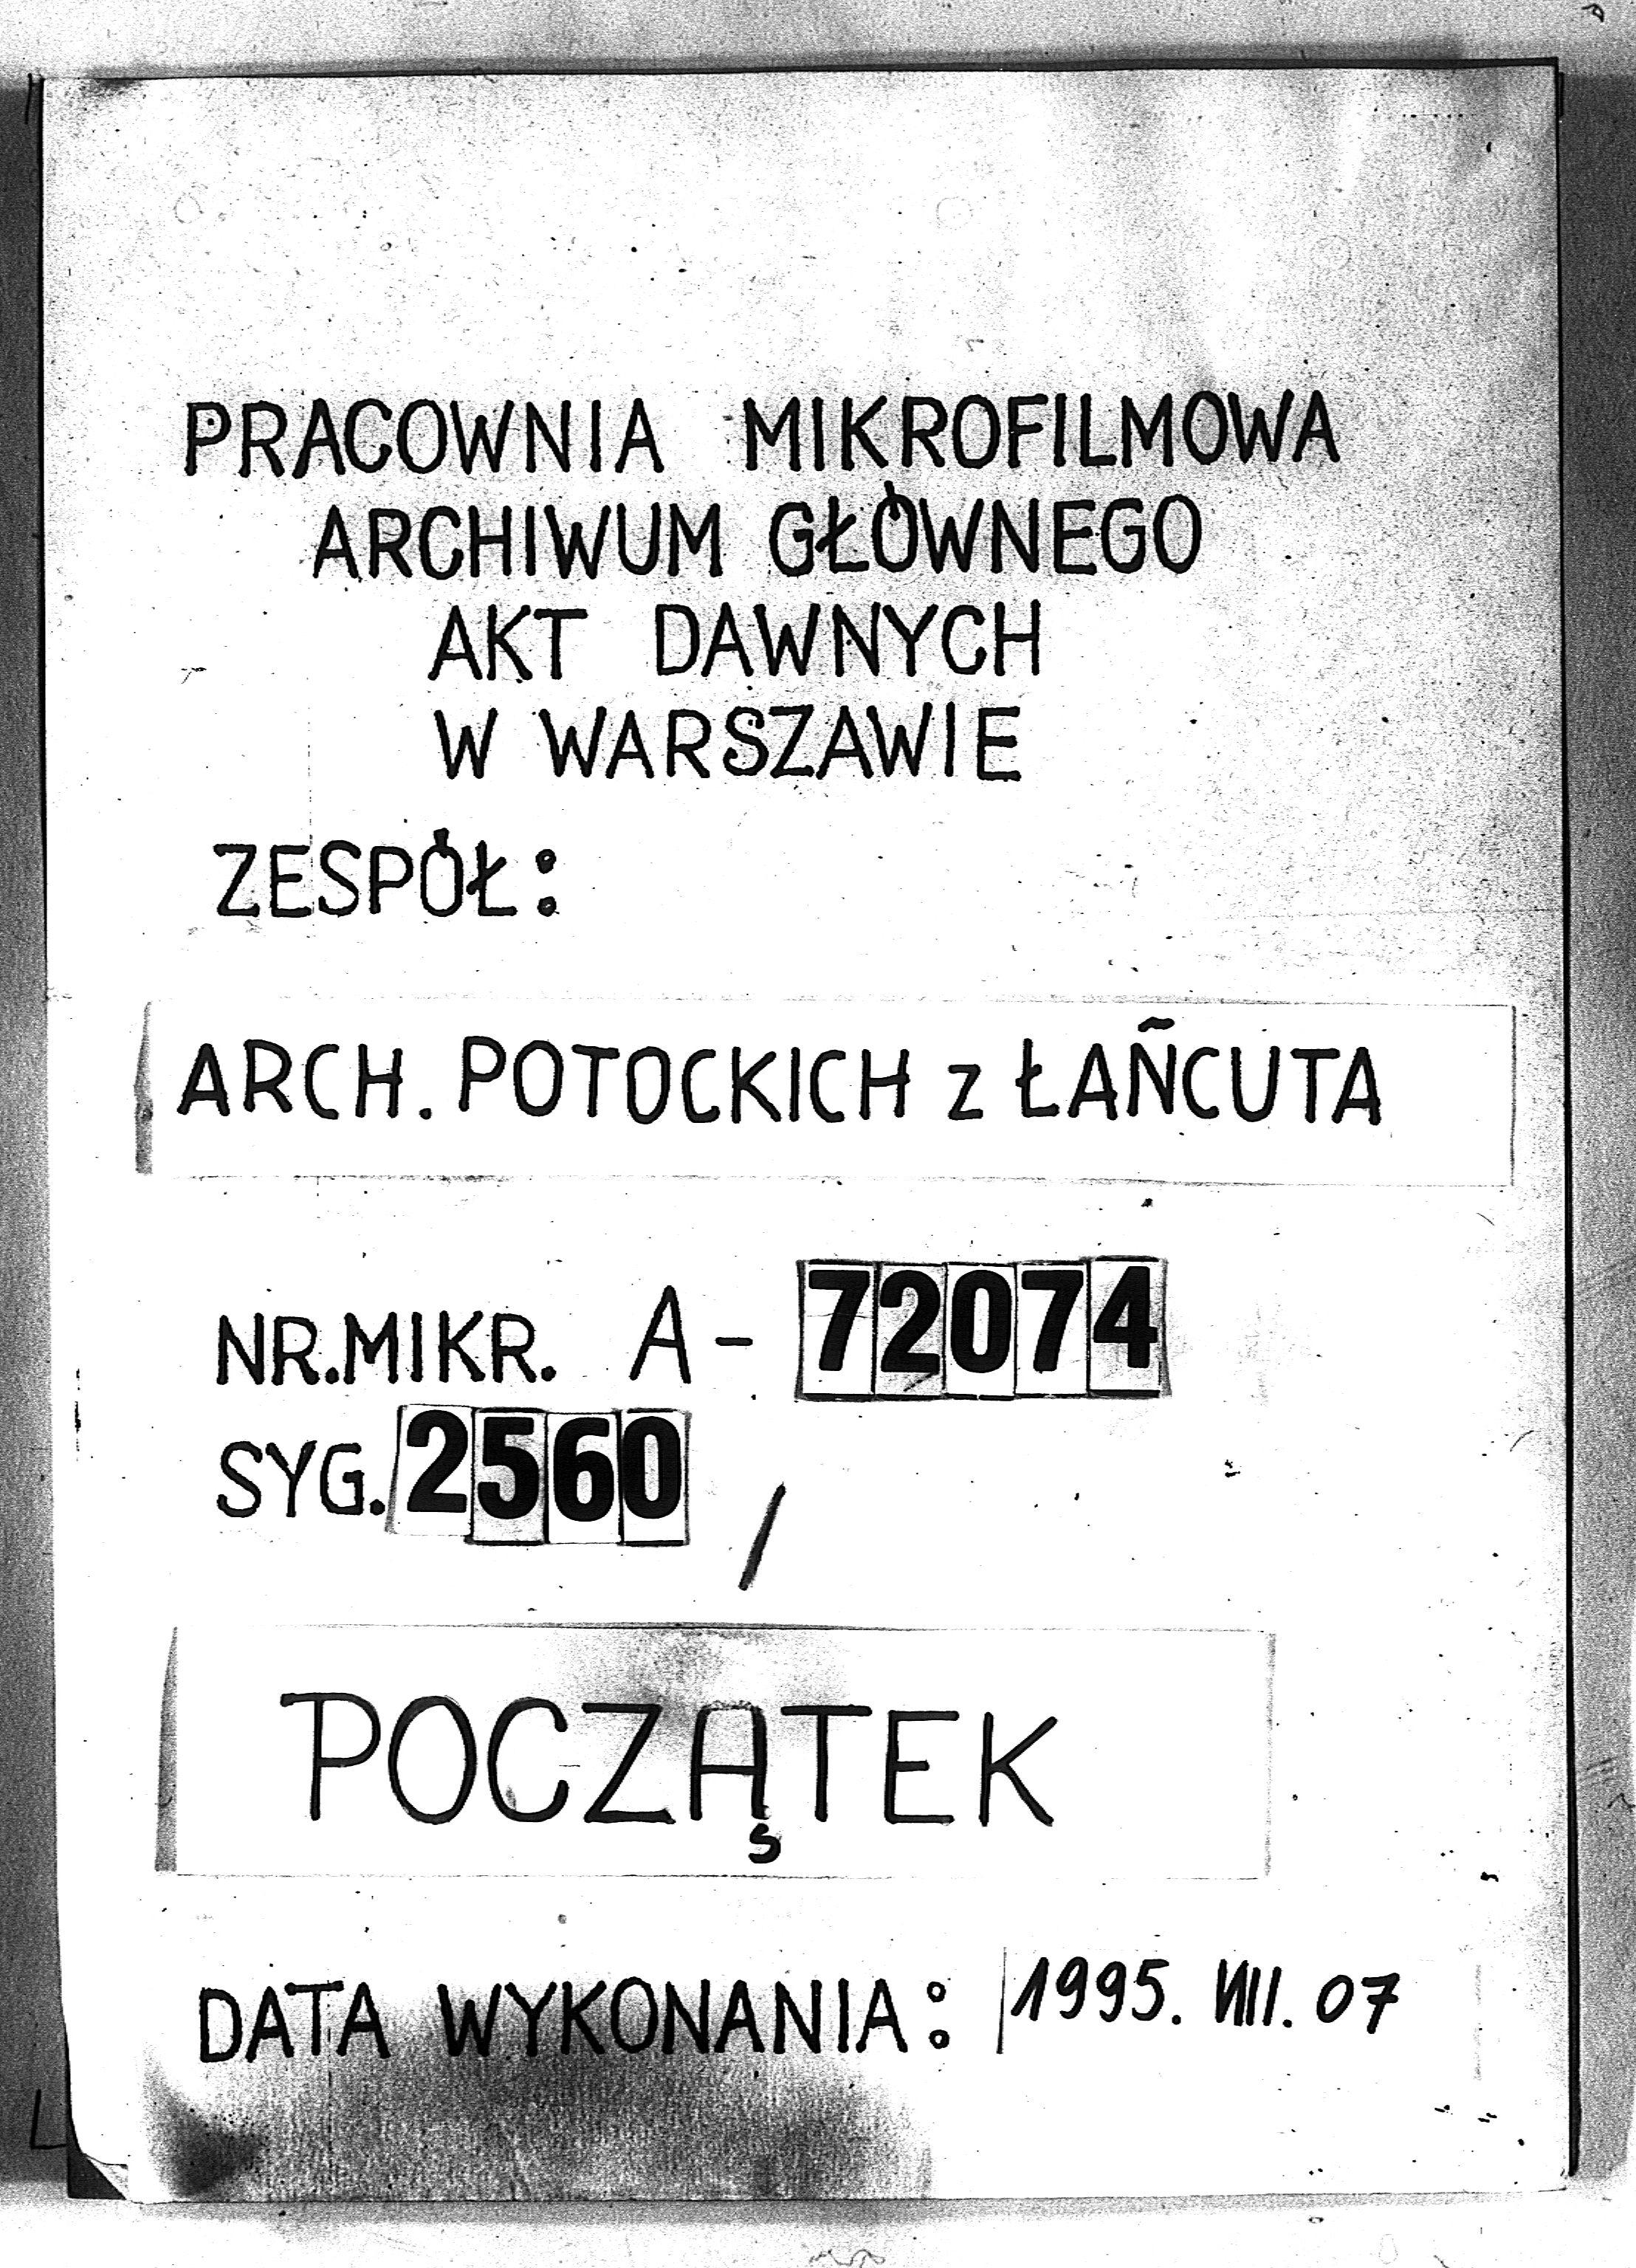 PRACOWNIA MIKROFILMOWA
ARCHIWUM GŁÓWNEGO
AKT DAWNYCH
W WARSZAWIE
ZESPÓŁ:
ARCH. POTOCKICH z ŁAÑCUTA
NR.MIKR. A- 72074
SYG. 2560 /
POCZĄTEK
DATA WYKONANIA: 1995. VIII. 07